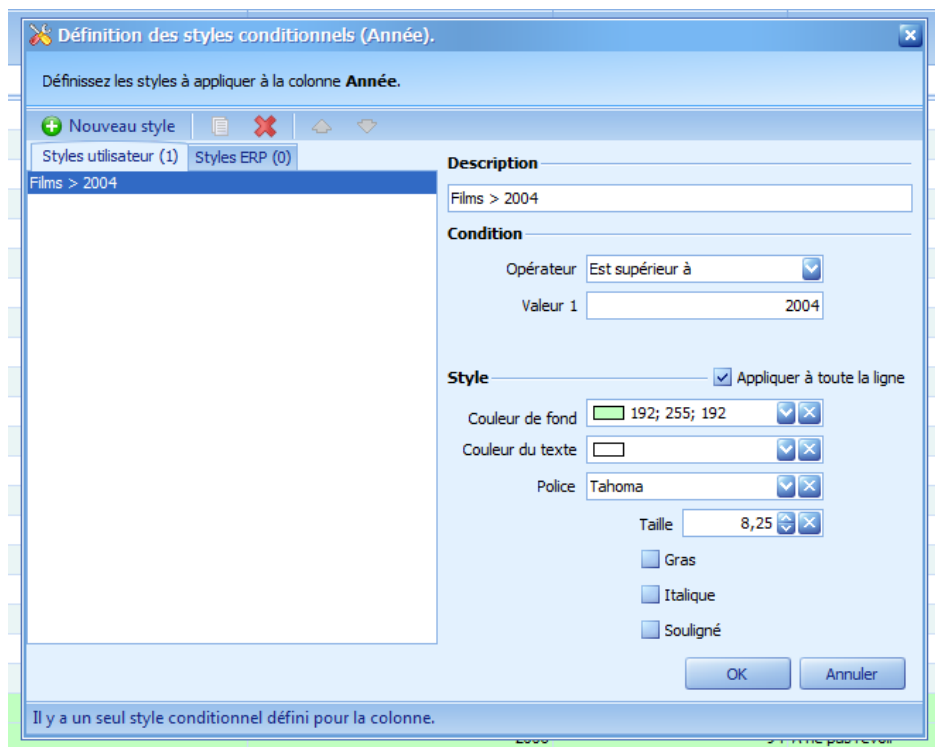 Définition des styles conditionnels (Année).
Définissez les styles à appliquer à la colonne Année.
Nouveau style
Styles utilisateur (1) Styles ERP (0)
Films > 2004
Description
Films > 2004
Condition
Opérateur Est supérieur à
Valeur 1 2004
Style Appliquer à toute la ligne
Couleur de fond 192; 255; 192
Couleur du texte
Police Tahoma
Taille 8,25
Gras
Italique
Souligné
OK Annuler
Il y a un seul style conditionnel défini pour la colonne.